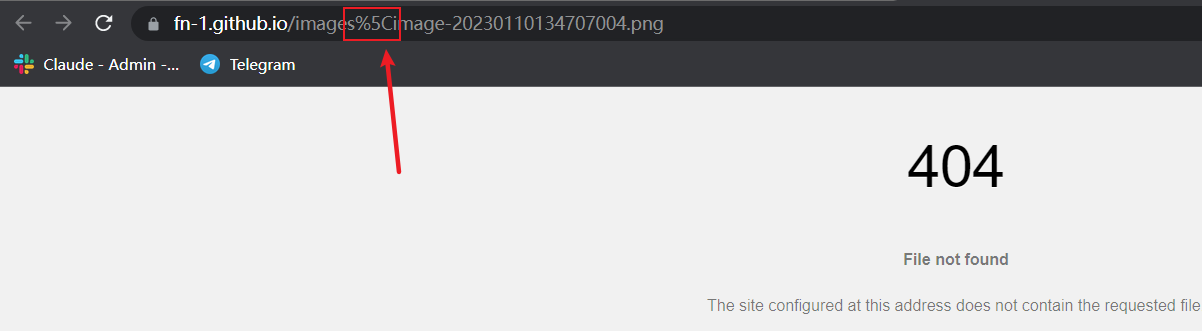 fn-1.github.io/images%5Cimage-20230110134707004.png
Claude - Admin -... Telegram
404
File not found
The site configured at this address does not contain the requested file